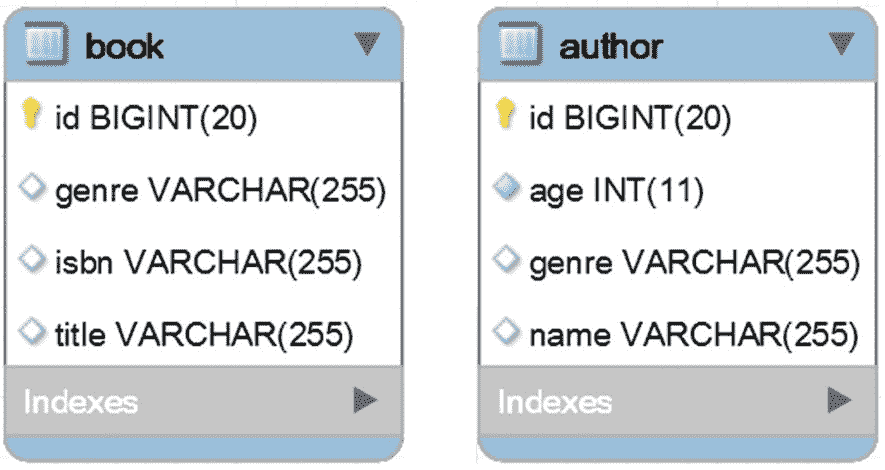 book
id BIGINT(20)
genre VARCHAR(255)
isbn VARCHAR(255)
title VARCHAR(255)
Indexes
author
id BIGINT(20)
age INT(11)
genre VARCHAR(255)
name VARCHAR(255)
Indexes